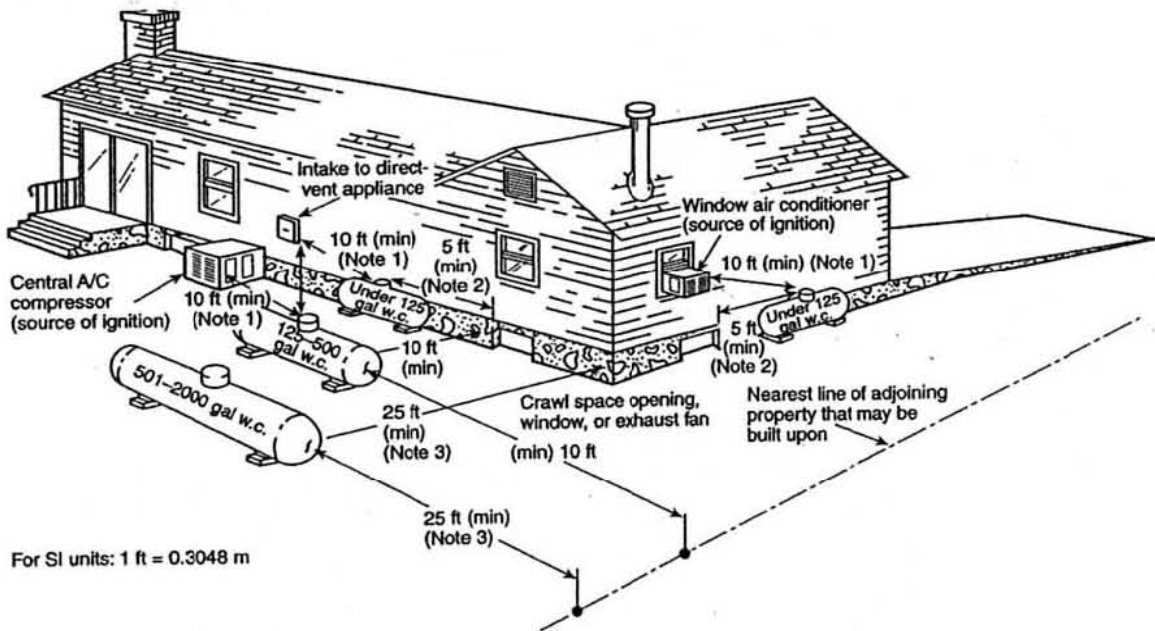 Intake to direct-
vent appliance
Window air conditioner
(source of ignition)
10 ft (min)
(Note 1)
5 ft
(min)
(Note 2)
10 ft (min) (Note 1)
Central A/C
compressor
(source of ignition)
10 ft (min)
(Note 1)
Under 125
gal w.c.
Under 125
gal w.c.
125–500
gal w.c.
10 ft
(min)
5 ft
(min)
(Note 2)
501–2000 gal w.c.
25 ft
(min)
(Note 3)
Crawl space opening,
window, or exhaust fan
Nearest line of adjoining
property that may be
built upon
(min) 10 ft
25 ft (min)
(Note 3)
For SI units: 1 ft = 0.3048 m